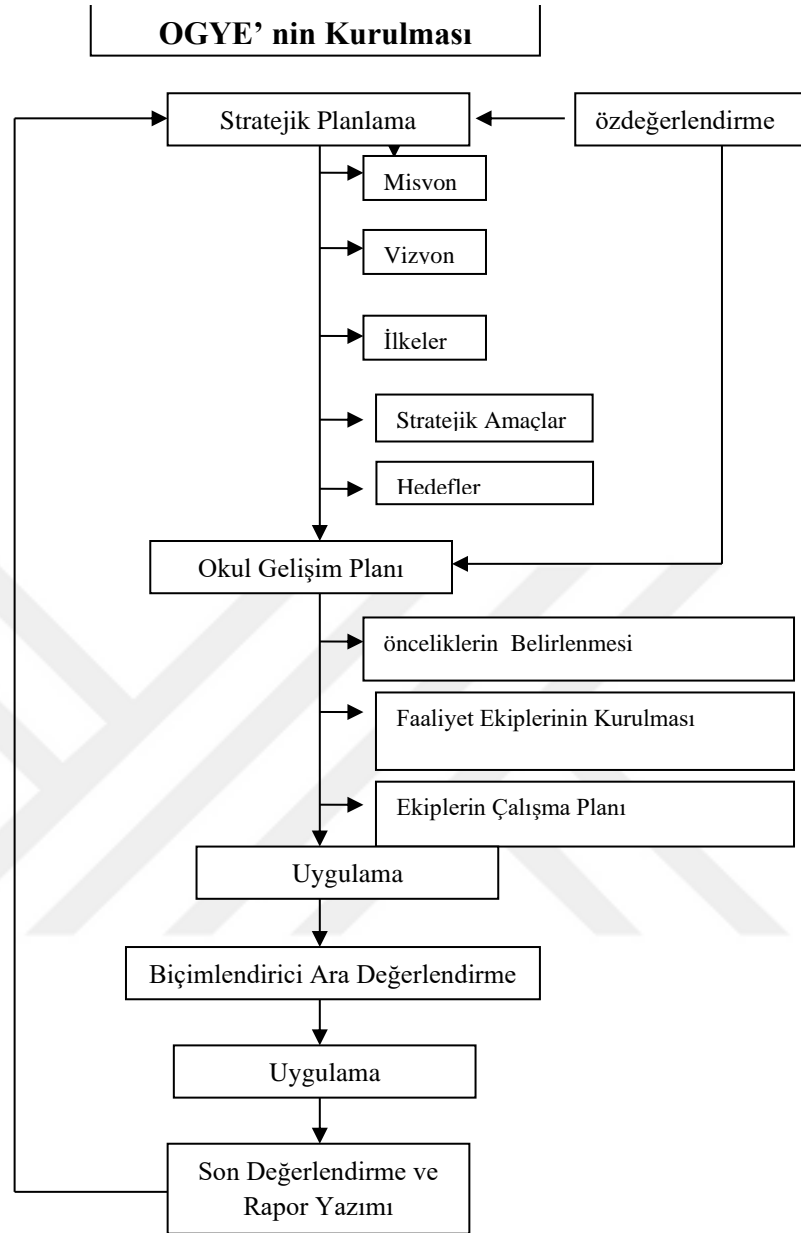 OGYE’ nin Kurulması
Stratejik Planlama
özdeğerlendirme
Misyon
Vizyon
İlkeler
Stratejik Amaçlar
Hedefler
Okul Gelişim Planı
önceliklerin Belirlenmesi
Faaliyet Ekiplerinin Kurulması
Ekiplerin Çalışma Planı
Uygulama
Biçimlendirici Ara Değerlendirme
Uygulama
Son Değerlendirme ve
Rapor Yazımı